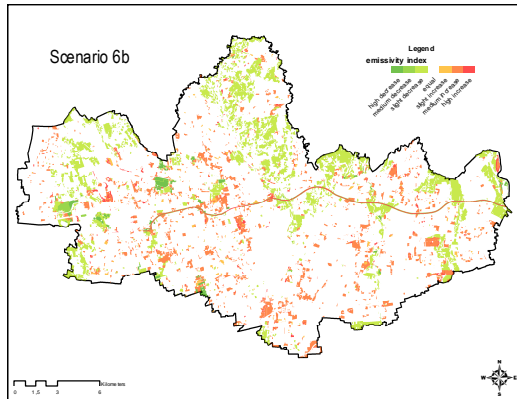 Scenario 6b
Legend
emissivity index
high decrease
medium decrease
slight decrease
equal
slight increase
medium increase
high increase
Kilometers
0 1,5 3 6
N
W E
S